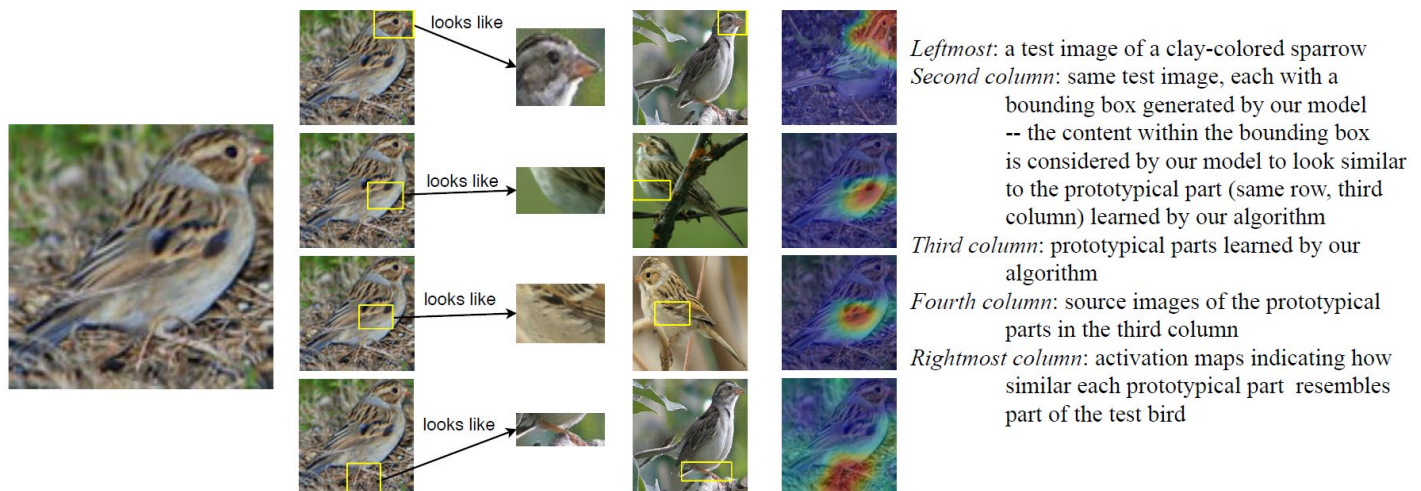 looks like
looks like
looks like
looks like
Leftmost: a test image of a clay-colored sparrow
Second column: same test image, each with a
bounding box generated by our model
-- the content within the bounding box
is considered by our model to look similar
to the prototypical part (same row, third
column) learned by our algorithm
Third column: prototypical parts learned by our
algorithm
Fourth column: source images of the prototypical
parts in the third column
Rightmost column: activation maps indicating how
similar each prototypical part resembles
part of the test bird